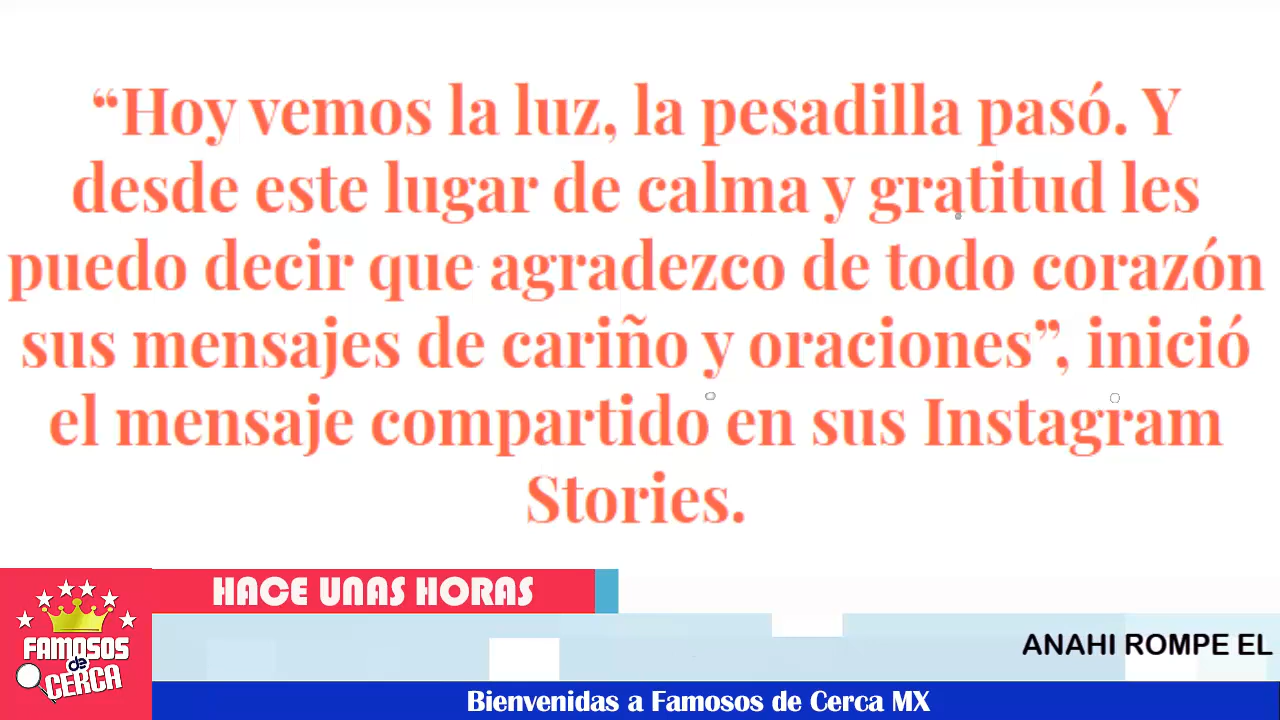 “Hoy vemos la luz, la pesadilla pasó. Y
desde este lugar de calma y gratitud les
puedo decir que agradezco de todo corazón
sus mensajes de cariño y oraciones”, inició
el mensaje compartido en sus Instagram
Stories.
HACE UNAS HORAS
FAMOSOS
de
CERCA
ANAHI ROMPE EL
Bienvenidas a Famosos de Cerca MX